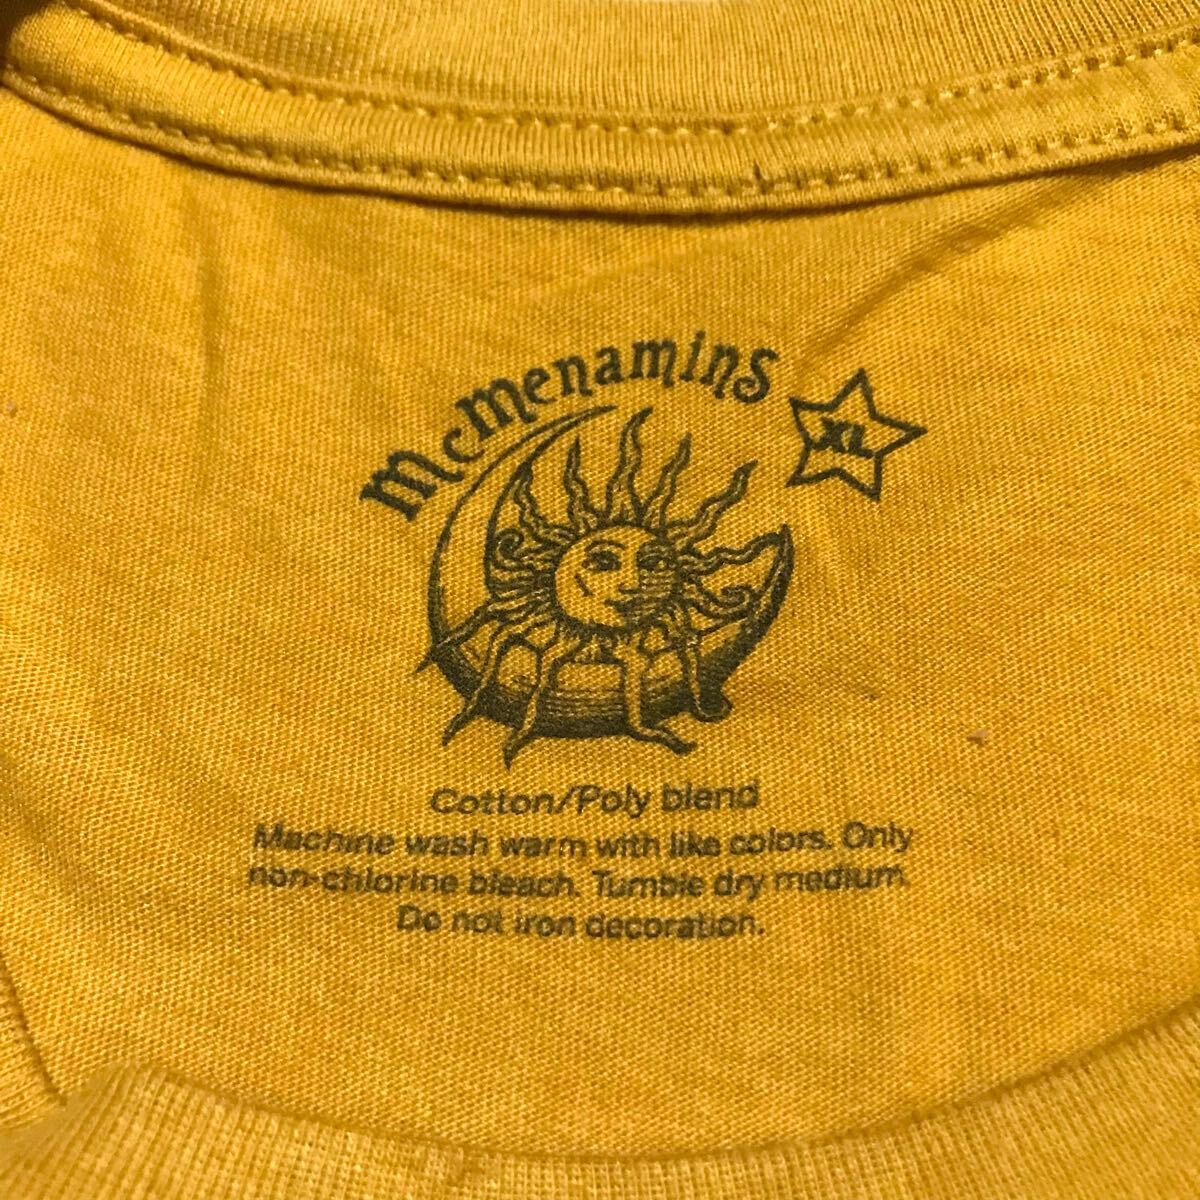 McMenamins
XL
Cotton/Poly blend
Machine wash warm with like colors. Only
non-chlorine bleach. Tumble dry medium.
Do not iron decoration.